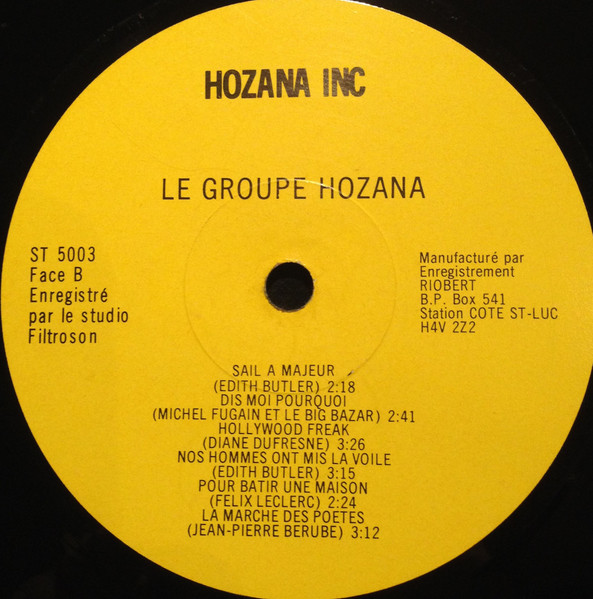 HOZANA INC
LE GROUPE HOZANA
ST 5003
Face B
Enregistré
par le studio
Filtroson
Manufacturé par
Enregistrement
RIOBERT
B.P. Box 541
Station COTE ST-LUC
H4V 2Z2
SAIL A MAJEUR
(EDITH BUTLER) 2:18
DIS MOI POURQUOI
(MICHEL FUGAIN ET LE BIG BAZAR) 2:41
HOLLYWOOD FREAK
(DIANE DUFRESNE) 3:26
NOS HOMMES ONT MIS LA VOILE
(EDITH BUTLER) 3:15
POUR BATIR UNE MAISON
(FELIX LECLERC) 2:24
LA MARCHE DES POETES
(JEAN-PIERRE BERUBE) 3:12